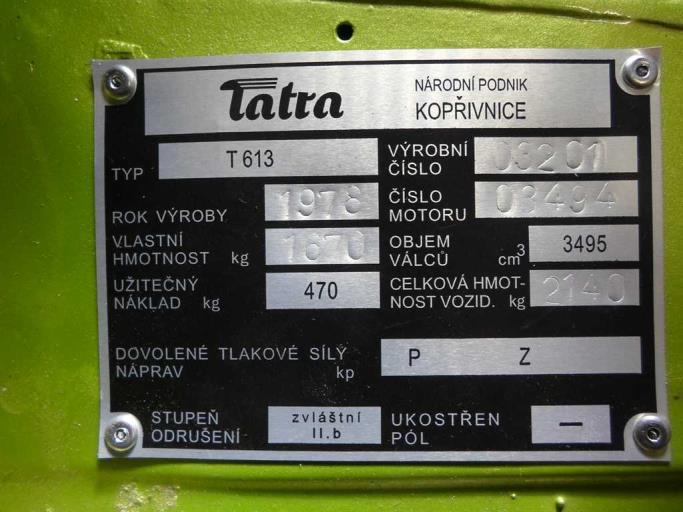 Tatra NÁRODNÍ PODNIK
KOPŘIVNICE
TYP T 613
VÝROBNÍ
ČÍSLO 03201
ROK VÝROBY 1978
ČÍSLO
MOTORU 03494
VLASTNÍ
HMOTNOST kg 1670
OBJEM
VÁLCŮ cm3 3495
UŽITEČNÝ
NÁKLAD kg 470
CELKOVÁ HMOT-
NOST VOZID. kg 2140
DOVOLENÉ TLAKOVÉ SÍLY
NÁPRAV kp P Z
STUPEŇ
ODRUŠENÍ
zvláštní
II.b
UKOSTŘEN
PÓL –